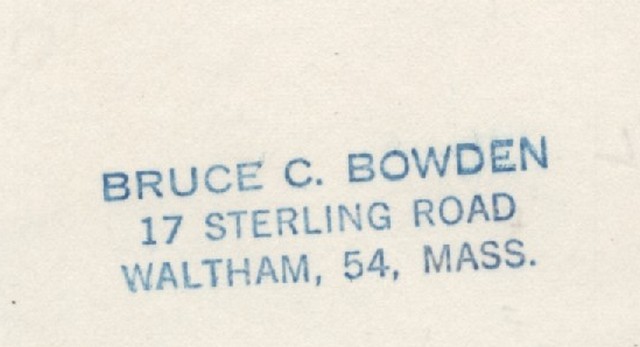 BRUCE C. BOWDEN
17 STERLING ROAD
WALTHAM, 54, MASS.